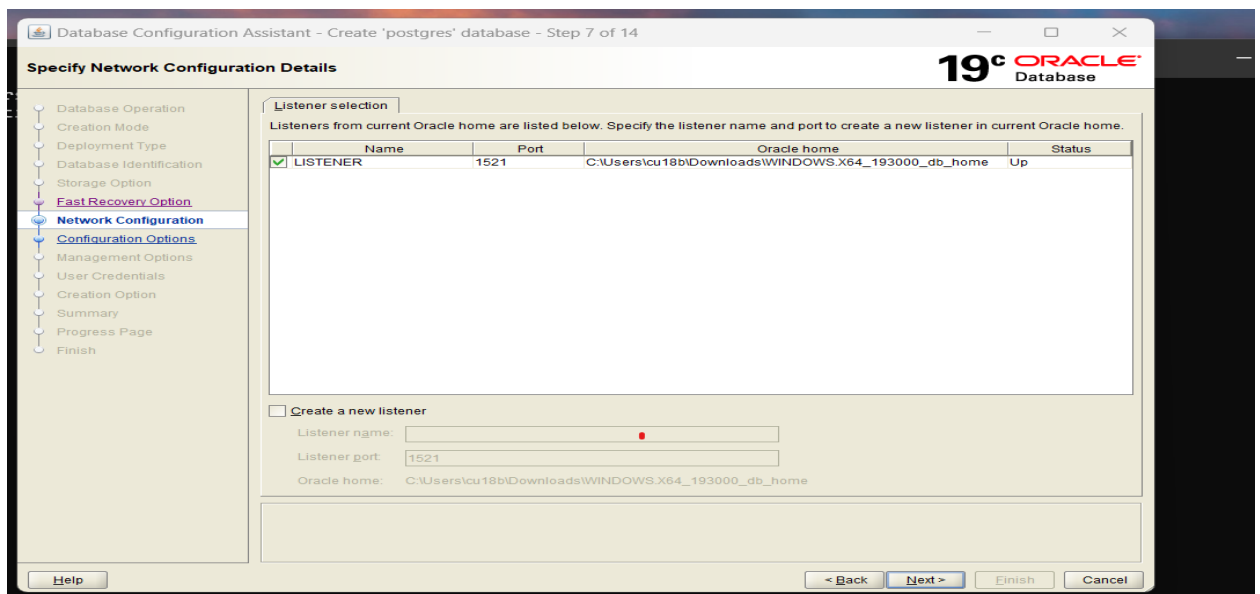 Database Configuration Assistant - Create 'postgres' database - Step 7 of 14
Specify Network Configuration Details
19c ORACLE
Database
Database Operation
Creation Mode
Deployment Type
Database Identification
Storage Option
Fast Recovery Option
Network Configuration
Configuration Options
Management Options
User Credentials
Creation Option
Summary
Progress Page
Finish
Listener selection
Listeners from current Oracle home are listed below. Specify the listener name and port to create a new listener in current Oracle home.
Name Port Oracle home Status
LISTENER 1521 C:\Users\cu18b\Downloads\WINDOWS.X64_193000_db_home Up
Create a new listener
Listener name:
Listener port: 1521
Oracle home: C:\Users\cu18b\Downloads\WINDOWS.X64_193000_db_home
Help < Back Next > Finish Cancel